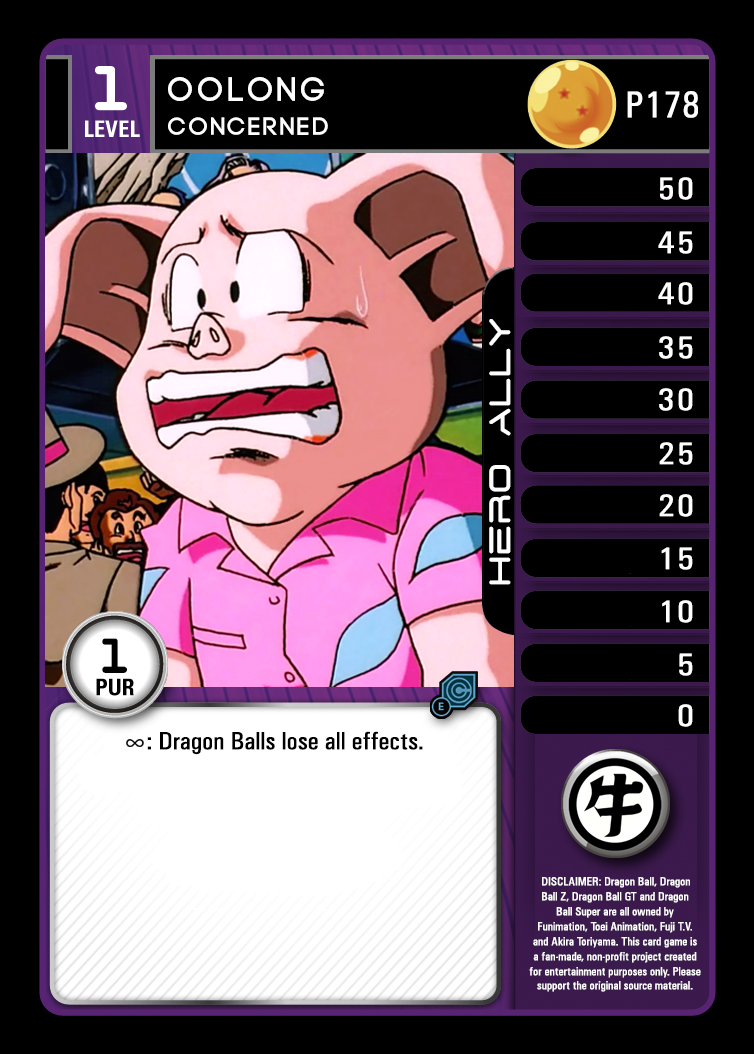 1
LEVEL
OOLONG
CONCERNED
P178
50
45
40
35
30
25
20
15
10
5
0
HERO ALLY
1
PUR
E
∞: Dragon Balls lose all effects.
牛
DISCLAIMER: Dragon Ball, Dragon
Ball Z, Dragon Ball GT and Dragon
Ball Super are all owned by
Funimation, Toei Animation, Fuji T.V.
and Akira Toriyama. This card game is
a fan-made, non-profit project created
for entertainment purposes only. Please
support the original source material.